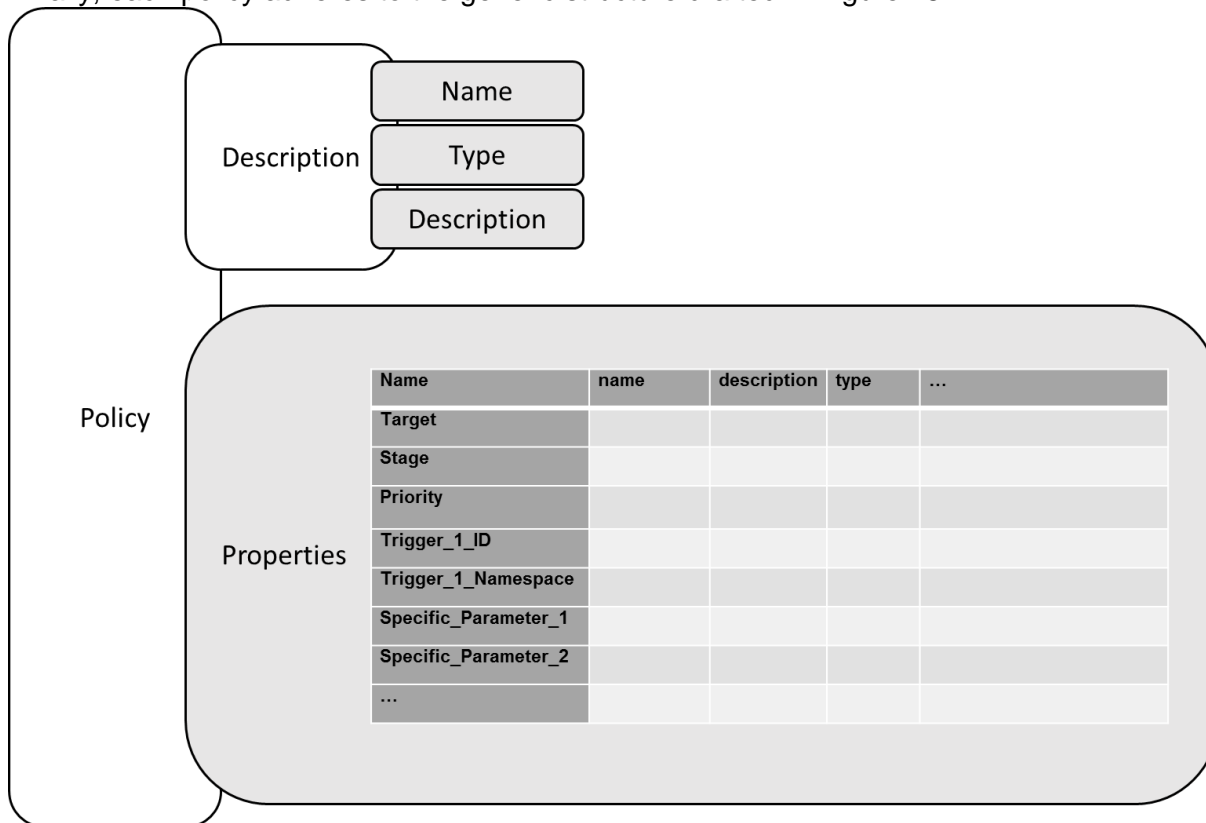 Name
Type
Description
Description
Policy
Properties
Name name description type …
Target
Stage
Priority
Trigger_1_ID
Trigger_1_Namespace
Specific_Parameter_1
Specific_Parameter_2
…